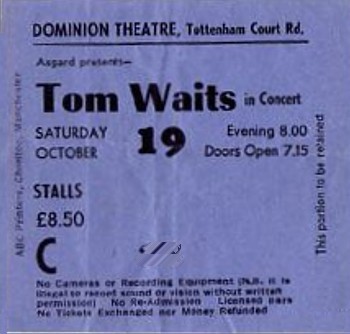 DOMINION THEATRE, Tottenham Court Rd.
Asgard presents—
Tom Waits in Concert
SATURDAY 19 Evening 8.00
OCTOBER Doors Open 7.15
STALLS
£8.50
C
No Cameras or Recording Equipment (N.B. it is
illegal to record sound or vision without written
permission) No Re-Admission Licensed Bars
No Tickets Exchanged nor Money Refunded
This portion to be retained
ABC Printers, Manchester